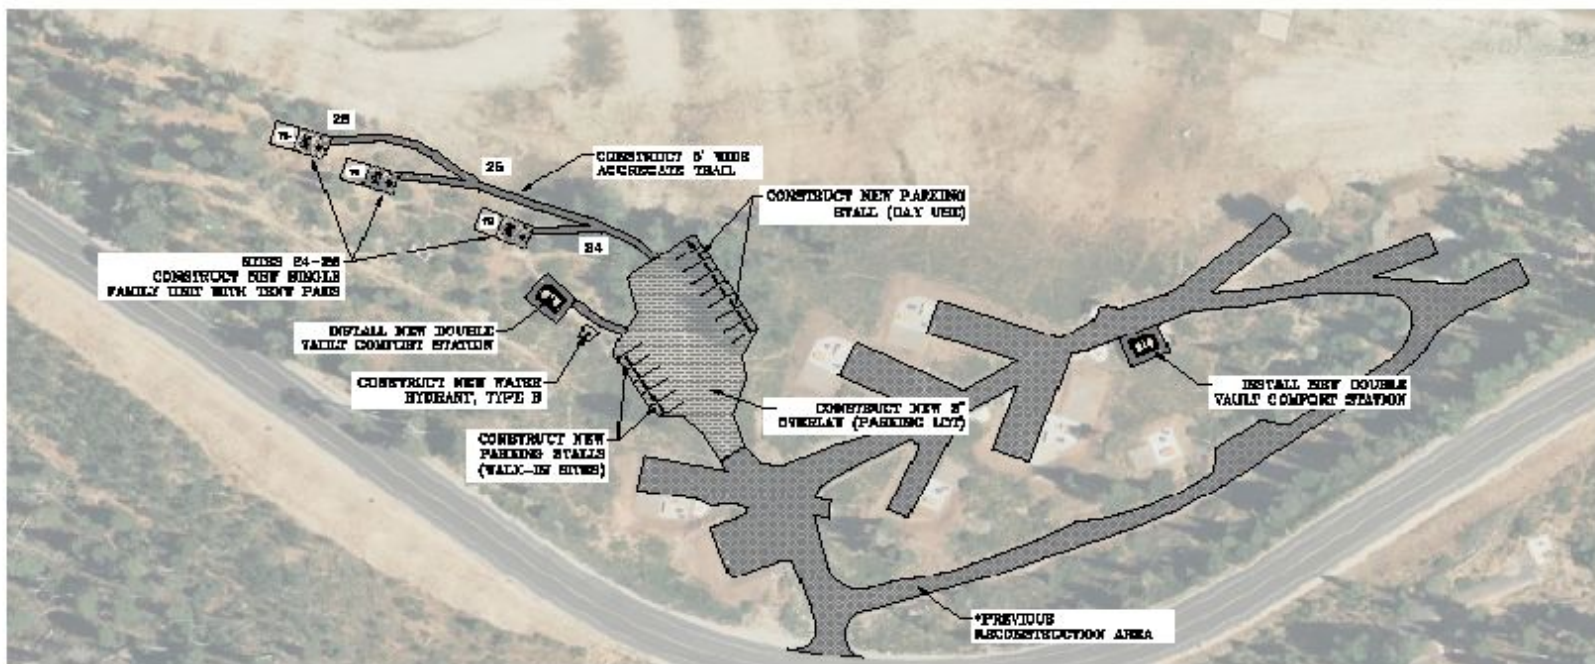 26
25
CONSTRUCT 5' WIDE
AGGREGATE TRAIL
CONSTRUCT NEW PARKING
STALL (DAY USE)
24
SITES 24-26
CONSTRUCT NEW SINGLE
FAMILY UNIT WITH TENT PADS
INSTALL NEW DOUBLE
VAULT COMFORT STATION
CONSTRUCT NEW WATER
HYDRANT, TYPE B
CONSTRUCT NEW
PARKING STALLS
(WALK-IN SITES)
CONSTRUCT NEW 2"
OVERLAY (PARKING LOT)
INSTALL NEW DOUBLE
VAULT COMFORT STATION
*PREVIOUS
RECONSTRUCTION AREA